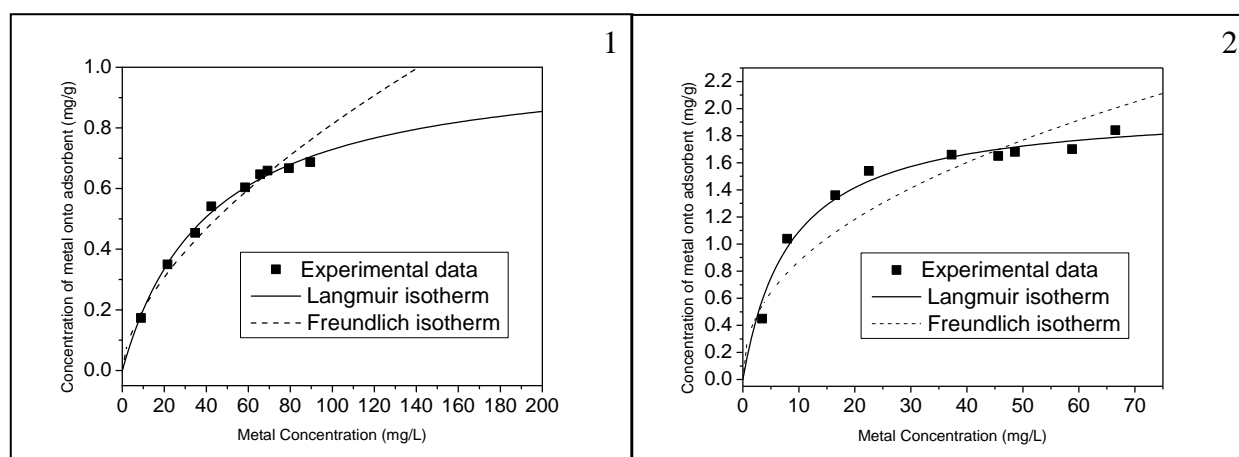 1
1.0
0.8
0.6
0.4
0.2
0.0
Concentration of metal onto adsorbent (mg/g)
Experimental data
Langmuir isotherm
Freundlich isotherm
0 20 40 60 80 100 120 140 160 180 200
Metal Concentration (mg/L)
2
2.2
2.0
1.8
1.6
1.4
1.2
1.0
0.8
0.6
0.4
0.2
0.0
Concentration of metal onto adsorbent (mg/g)
Experimental data
Langmuir isotherm
Freundlich isotherm
0 10 20 30 40 50 60 70
Metal Concentration (mg/L)